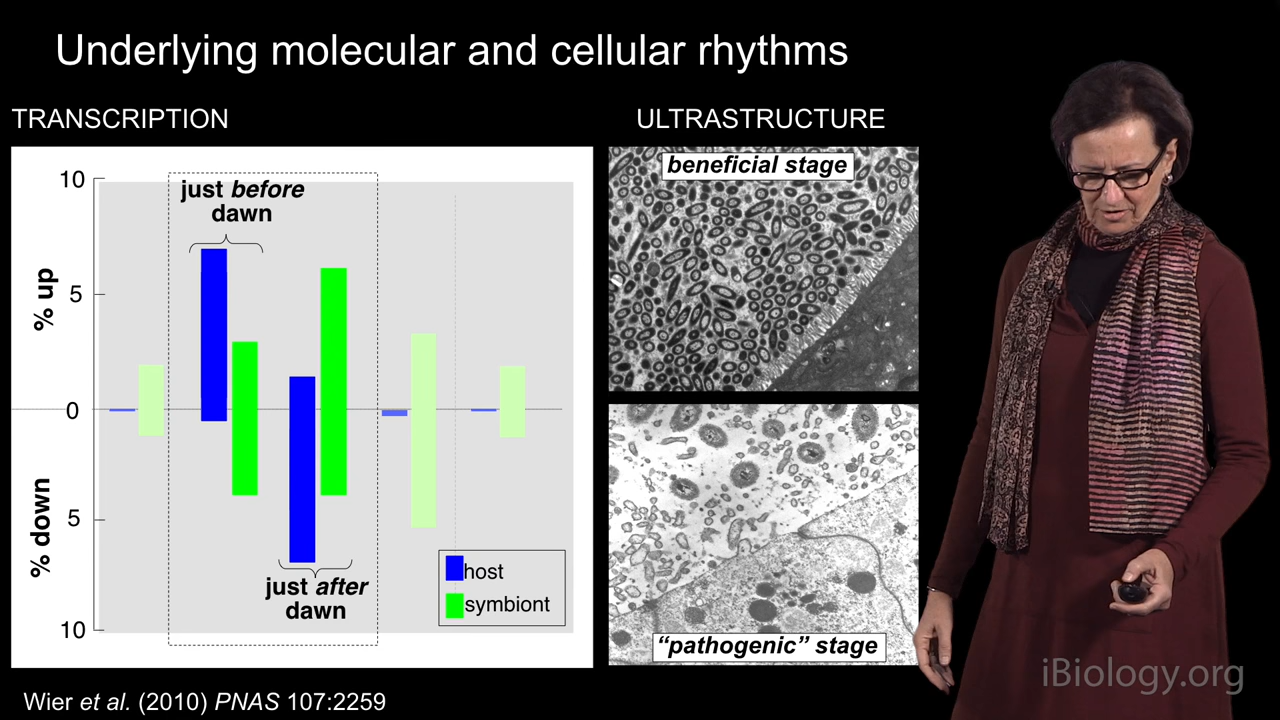 Underlying molecular and cellular rhythms
TRANSCRIPTION
ULTRASTRUCTURE
10
5
0
5
10
% up
% down
just before
dawn
just after
dawn
host
symbiont
beneficial stage
“pathogenic” stage
Wier et al. (2010) PNAS 107:2259
iBiology.org